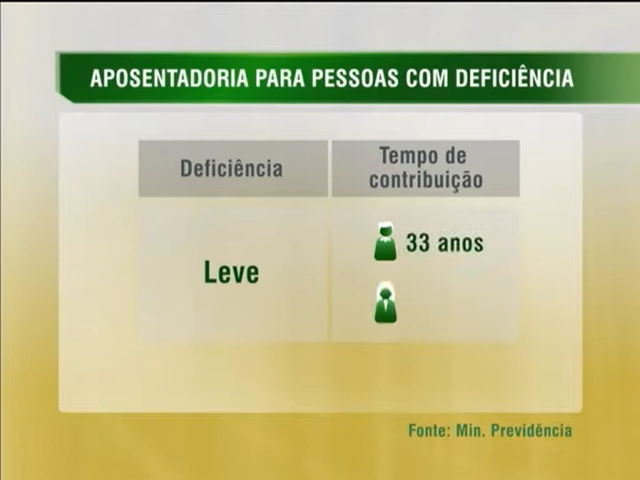 APOSENTADORIA PARA PESSOAS COM DEFICIÊNCIA
Deficiência
Tempo de
contribuição
Leve
33 anos
Fonte: Min. Previdência